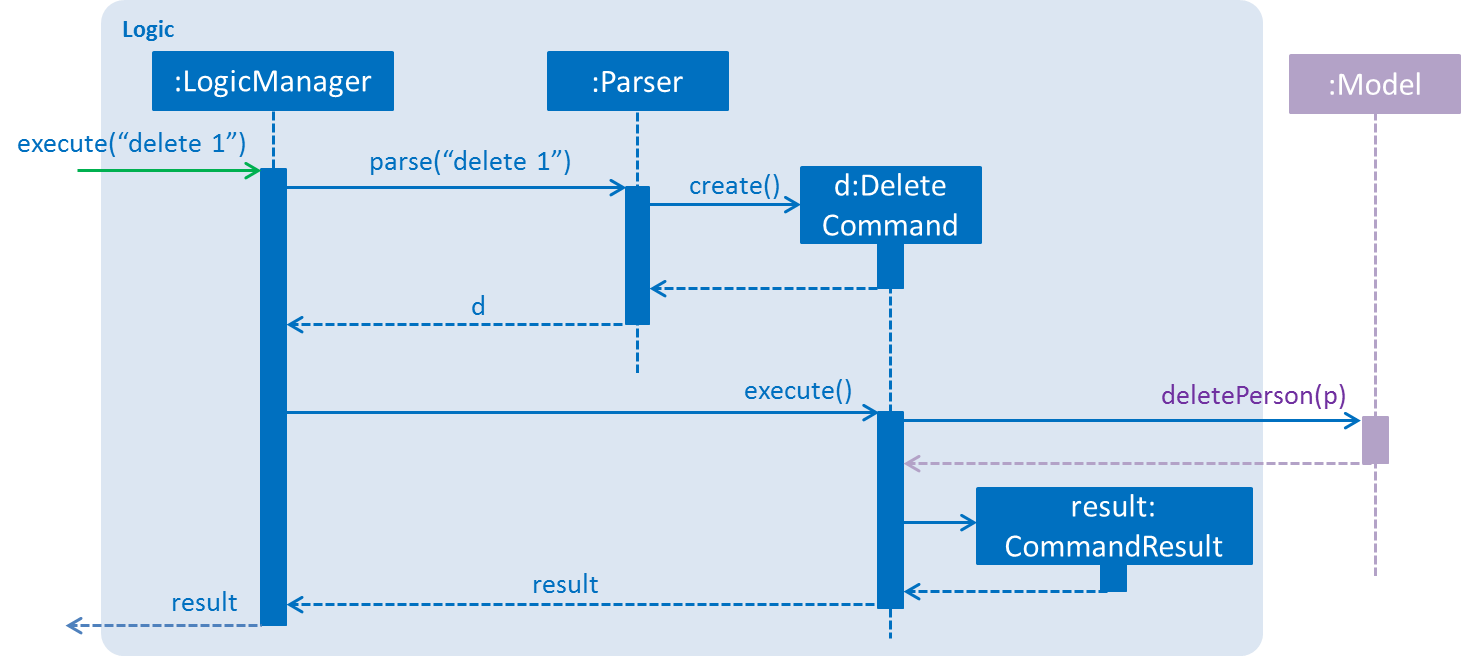 Logic
:LogicManager
:Parser
:Model
execute(“delete 1”)
parse(“delete 1”)
create()
d:Delete
Command
d
execute()
deletePerson(p)
result:
CommandResult
result
result